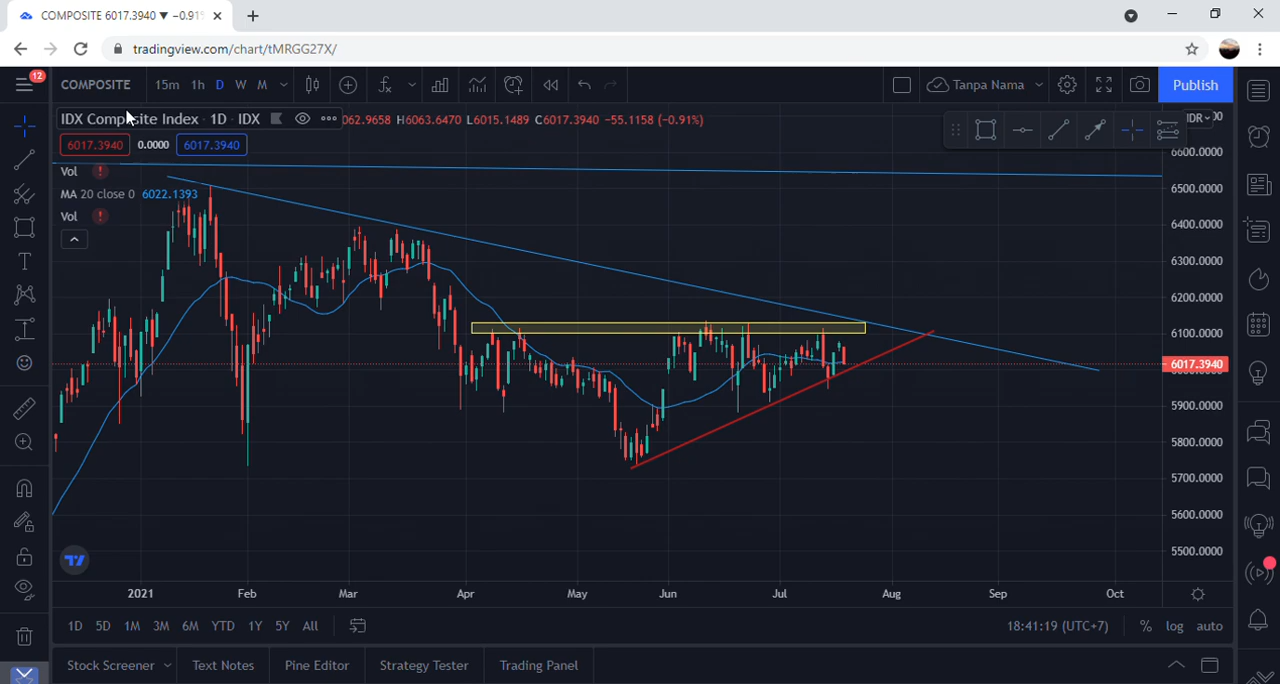 COMPOSITE 6017.3940 ▼ −0.91%
tradingview.com/chart/tMRGG27X/
12
COMPOSITE 15m 1h D W M Tanpa Nama Publish
IDX Composite Index · 1D · IDX 062.9658 H6063.6470 L6015.1489 C6017.3940 −55.1158 (−0.91%)
IDR
6017.3940 0.0000 6017.3940
Vol
MA 20 close 0 6022.1393
Vol
6600.0000
6500.0000
6400.0000
6300.0000
6200.0000
6100.0000
6017.3940
5900.0000
5800.0000
5700.0000
5600.0000
5500.0000
2021 Feb Mar Apr May Jun Jul Aug Sep Oct
1D 5D 1M 3M 6M YTD 1Y 5Y All 18:41:19 (UTC+7) % log auto
Stock Screener Text Notes Pine Editor Strategy Tester Trading Panel